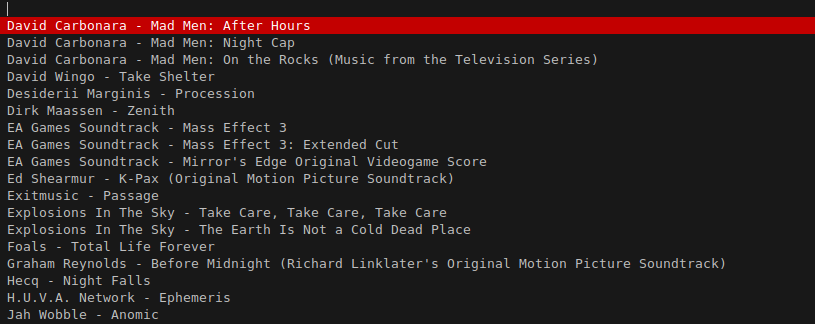 David Carbonara - Mad Men: After Hours
David Carbonara - Mad Men: Night Cap
David Carbonara - Mad Men: On the Rocks (Music from the Television Series)
David Wingo - Take Shelter
Desiderii Marginis - Procession
Dirk Maassen - Zenith
EA Games Soundtrack - Mass Effect 3
EA Games Soundtrack - Mass Effect 3: Extended Cut
EA Games Soundtrack - Mirror's Edge Original Videogame Score
Ed Shearmur - K-Pax (Original Motion Picture Soundtrack)
Exitmusic - Passage
Explosions In The Sky - Take Care, Take Care, Take Care
Explosions In The Sky - The Earth Is Not a Cold Dead Place
Foals - Total Life Forever
Graham Reynolds - Before Midnight (Richard Linklater's Original Motion Picture Soundtrack)
Hecq - Night Falls
H.U.V.A. Network - Ephemeris
Jah Wobble - Anomic